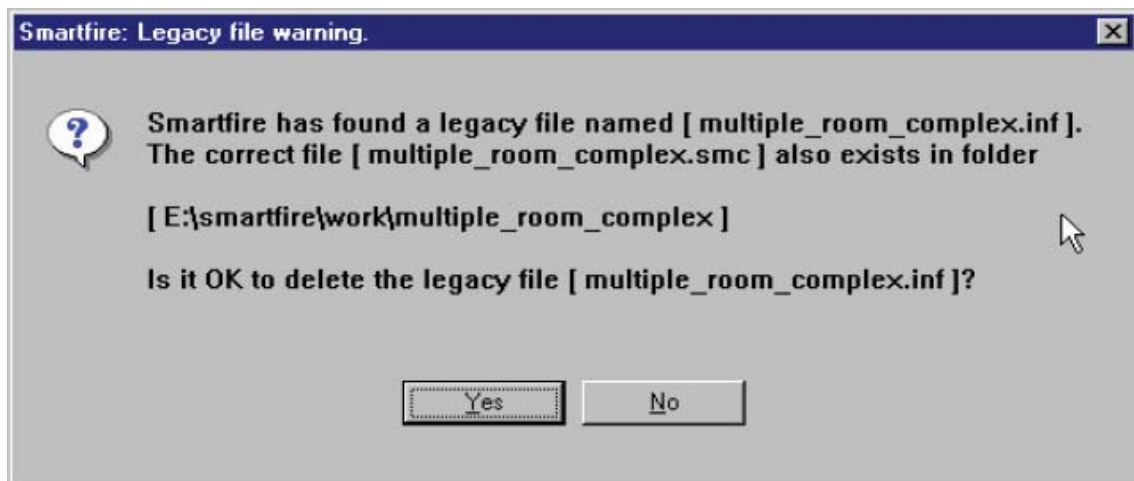 Smartfire: Legacy file warning.
Smartfire has found a legacy file named [ multiple_room_complex.inf ].
The correct file [ multiple_room_complex.smc ] also exists in folder
[ E:\smartfire\work\multiple_room_complex ]
Is it OK to delete the legacy file [ multiple_room_complex.inf ]?
Yes No